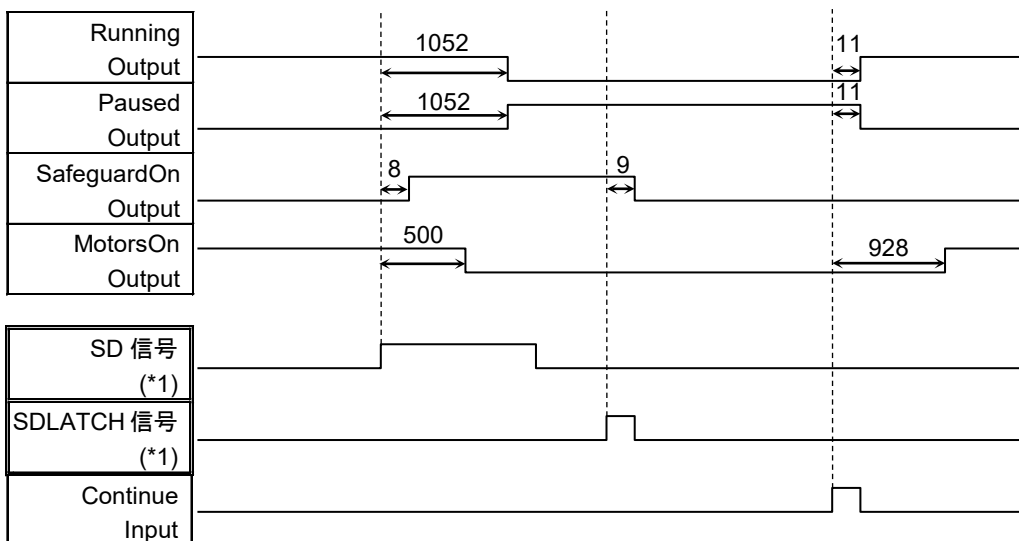 Running
Output
1052
11
Paused
Output
1052
11
SafeguardOn
Output
8
9
MotorsOn
Output
500
928
SD 信号
(*1)
SDLATCH 信号
(*1)
Continue
Input